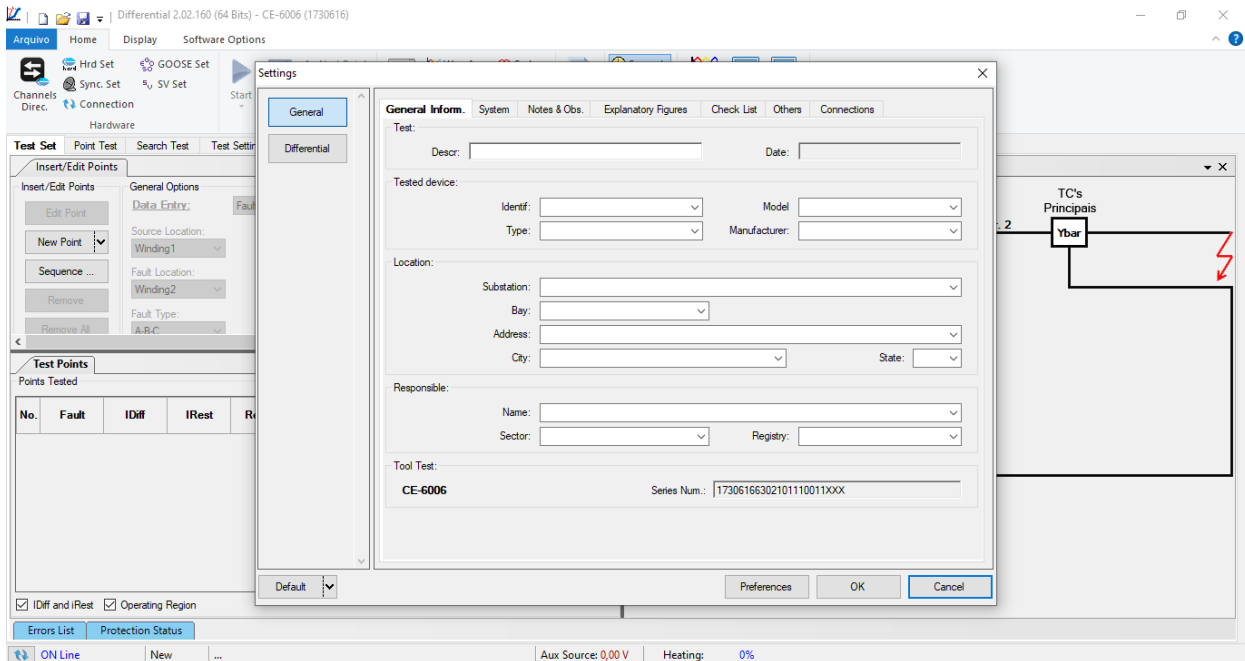 Differential 2.02.160 (64 Bits) - CE-6006 (1730616)
Arquivo Home Display Software Options
Hrd Set GOOSE Set
Sync. Set SV Set
Channels Direc. Connection
Start
Hardware
Test Set Point Test Search Test Test Settin
Insert/Edit Points
Insert/Edit Points General Options
Edit Point Data Entry: Faul
Source Location:
New Point Winding1
Sequence ... Fault Location:
Winding2
Remove
Fault Type:
Remove All A-B-C
Test Points
Points Tested
No. Fault IDiff IRest
IDiff and iRest Operating Region
Errors List Protection Status
ON Line New ... Aux Source: 0,00 V Heating: 0%
Settings
General
Differential
General Inform. System Notes & Obs. Explanatory Figures Check List Others Connections
Test:
Descr: Date:
Tested device:
Identif: Model
Type: Manufacturer:
Location:
Substation:
Bay:
Address:
City: State:
Responsible:
Name:
Sector: Registry:
Tool Test:
CE-6006 Series Num.: 17306166302101110011XXX
Default Preferences OK Cancel
TC's
Principais
. 2 Ybar